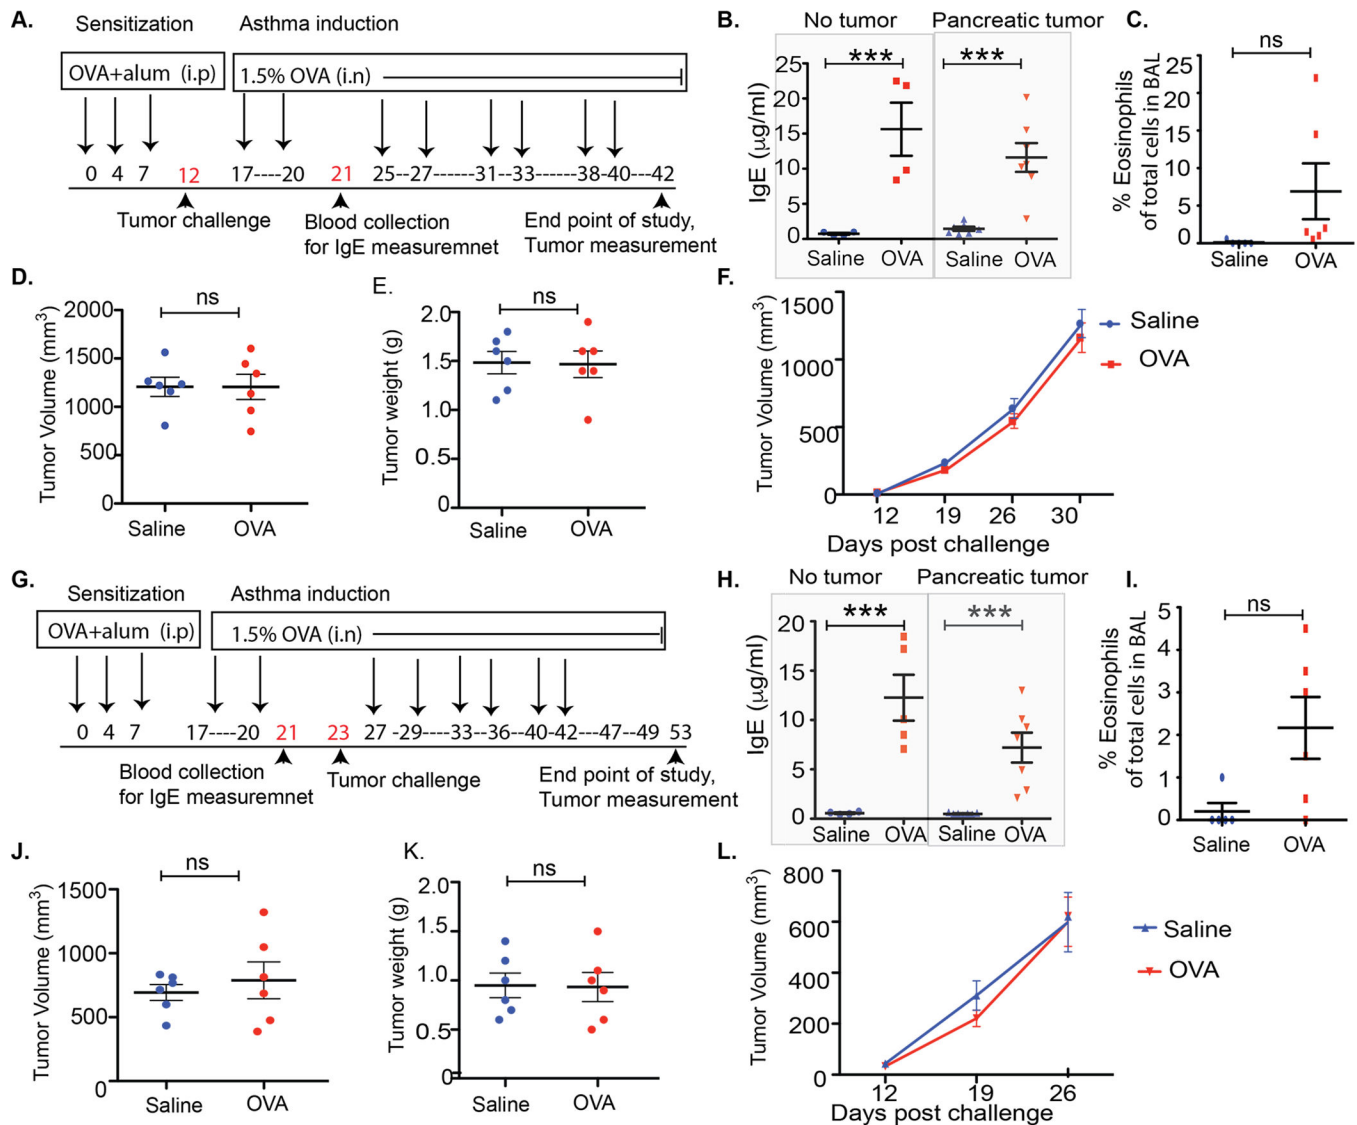 A.
Sensitization
Asthma induction
OVA+alum (i.p)
1.5% OVA (i.n)
0 4 7 12 17----20 21 25--27------31--33------38-40---42
Tumor challenge
Blood collection
for IgE measuremnet
End point of study,
Tumor measurement
B.
No tumor
Pancreatic tumor
***
***
IgE (µg/ml)
25
20
15
10
5
0
Saline
OVA
Saline
OVA
C.
ns
% Eosinophils
of total cells in BAL
25
20
15
10
5
0
Saline
OVA
D.
ns
Tumor Volume (mm3)
2000
1500
1000
500
0
Saline
OVA
E.
ns
Tumor weight (g)
2.0
1.5
1.0
0.5
0
Saline
OVA
F.
Tumor Volume (mm3)
1500
1000
500
0
12 19 26 30
Days post challenge
Saline
OVA
G.
Sensitization
Asthma induction
OVA+alum (i.p)
1.5% OVA (i.n)
0 4 7 17----20 21 23 27 -29----33---36---40--42---47--49 53
Blood collection
for IgE measuremnet
Tumor challenge
End point of study,
Tumor measurement
H.
No tumor
Pancreatic tumor
***
***
IgE (µg/ml)
20
15
10
5
0
Saline
OVA
Saline
OVA
I.
ns
% Eosinophils
of total cells in BAL
5
4
3
2
1
0
Saline
OVA
J.
ns
Tumor Volume (mm3)
1500
1000
500
0
Saline
OVA
K.
ns
Tumor weight (g)
2.0
1.5
1.0
0.5
0
Saline
OVA
L.
Tumor Volume (mm3)
800
600
400
200
0
12 19 26
Days post challenge
Saline
OVA